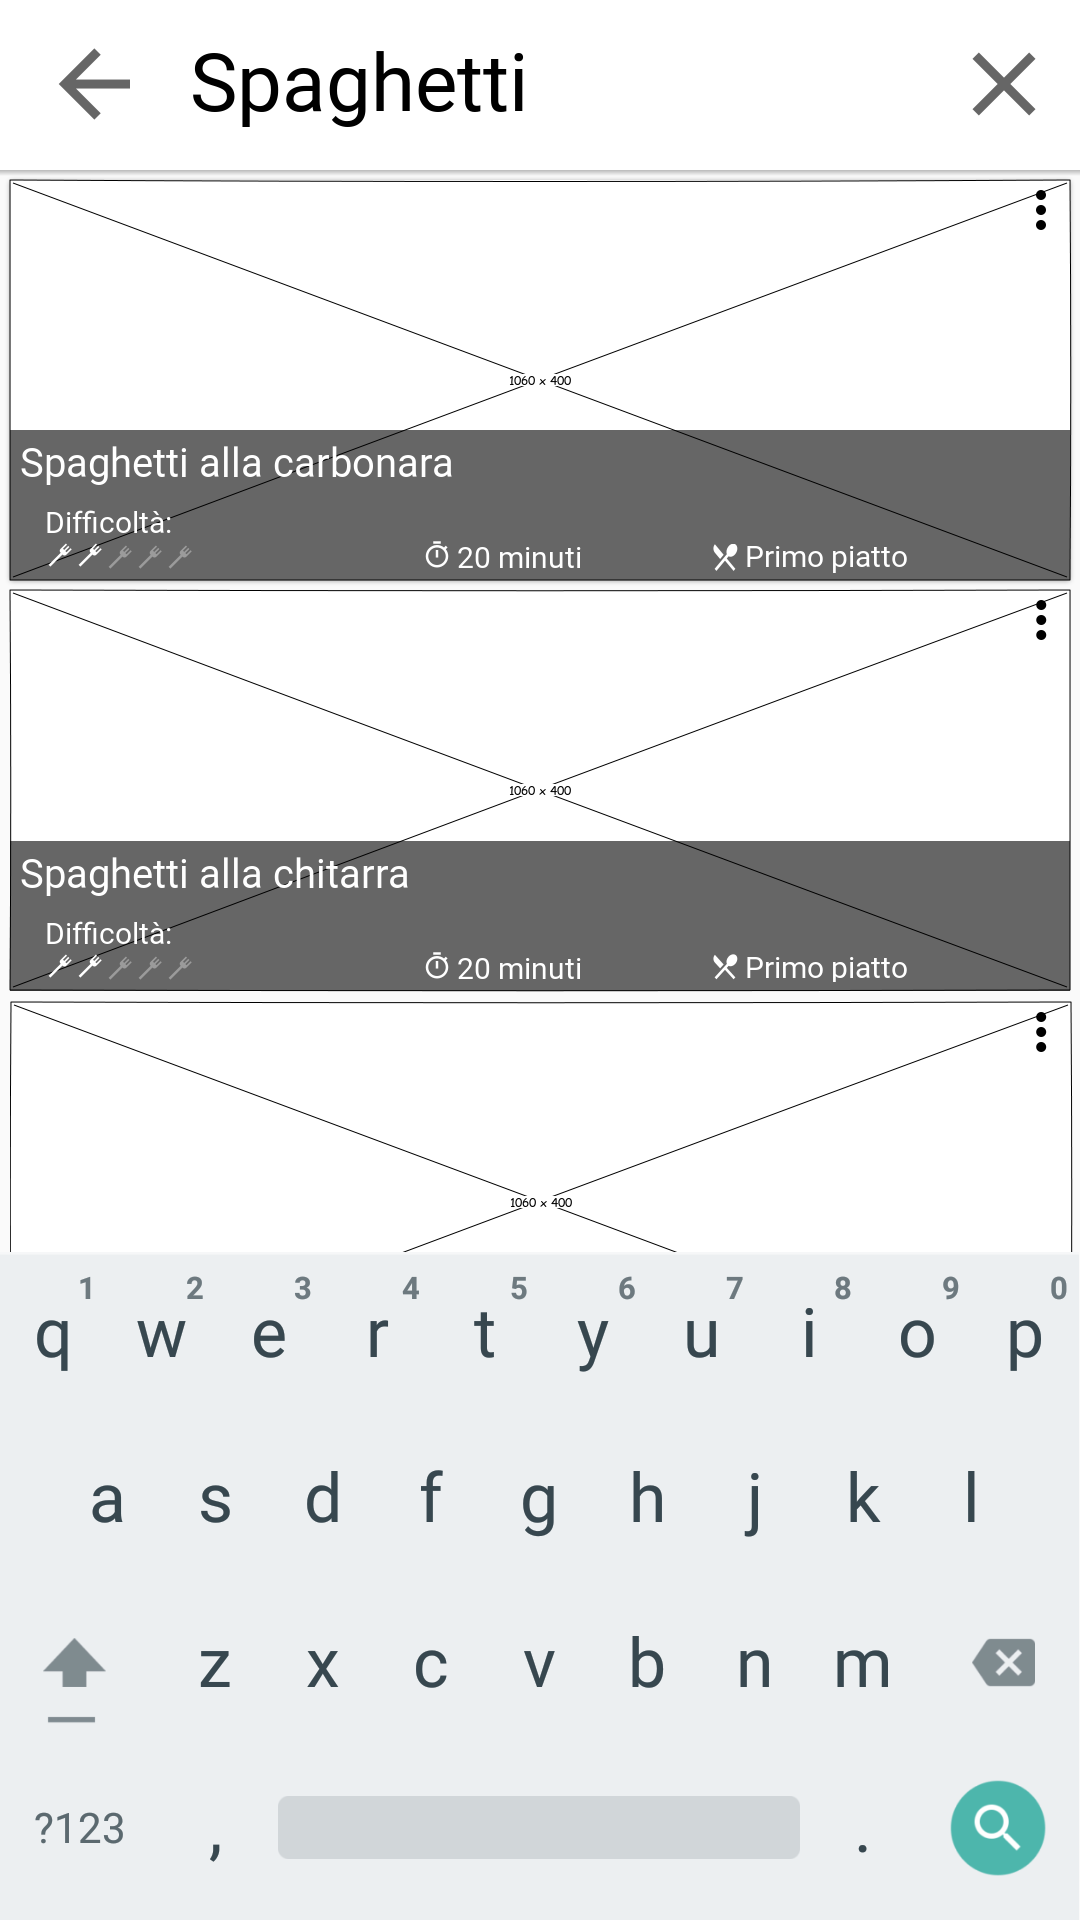 Spaghetti
1060 x 400
Spaghetti alla carbonara
Difficoltà:
20 minuti
Primo piatto
1060 x 400
Spaghetti alla chitarra
Difficoltà:
20 minuti
Primo piatto
1060 x 400
1 2 3 4 5 6 7 8 9 0
q w e r t y u i o p
a s d f g h j k l
z x c v b n m
?123 , .